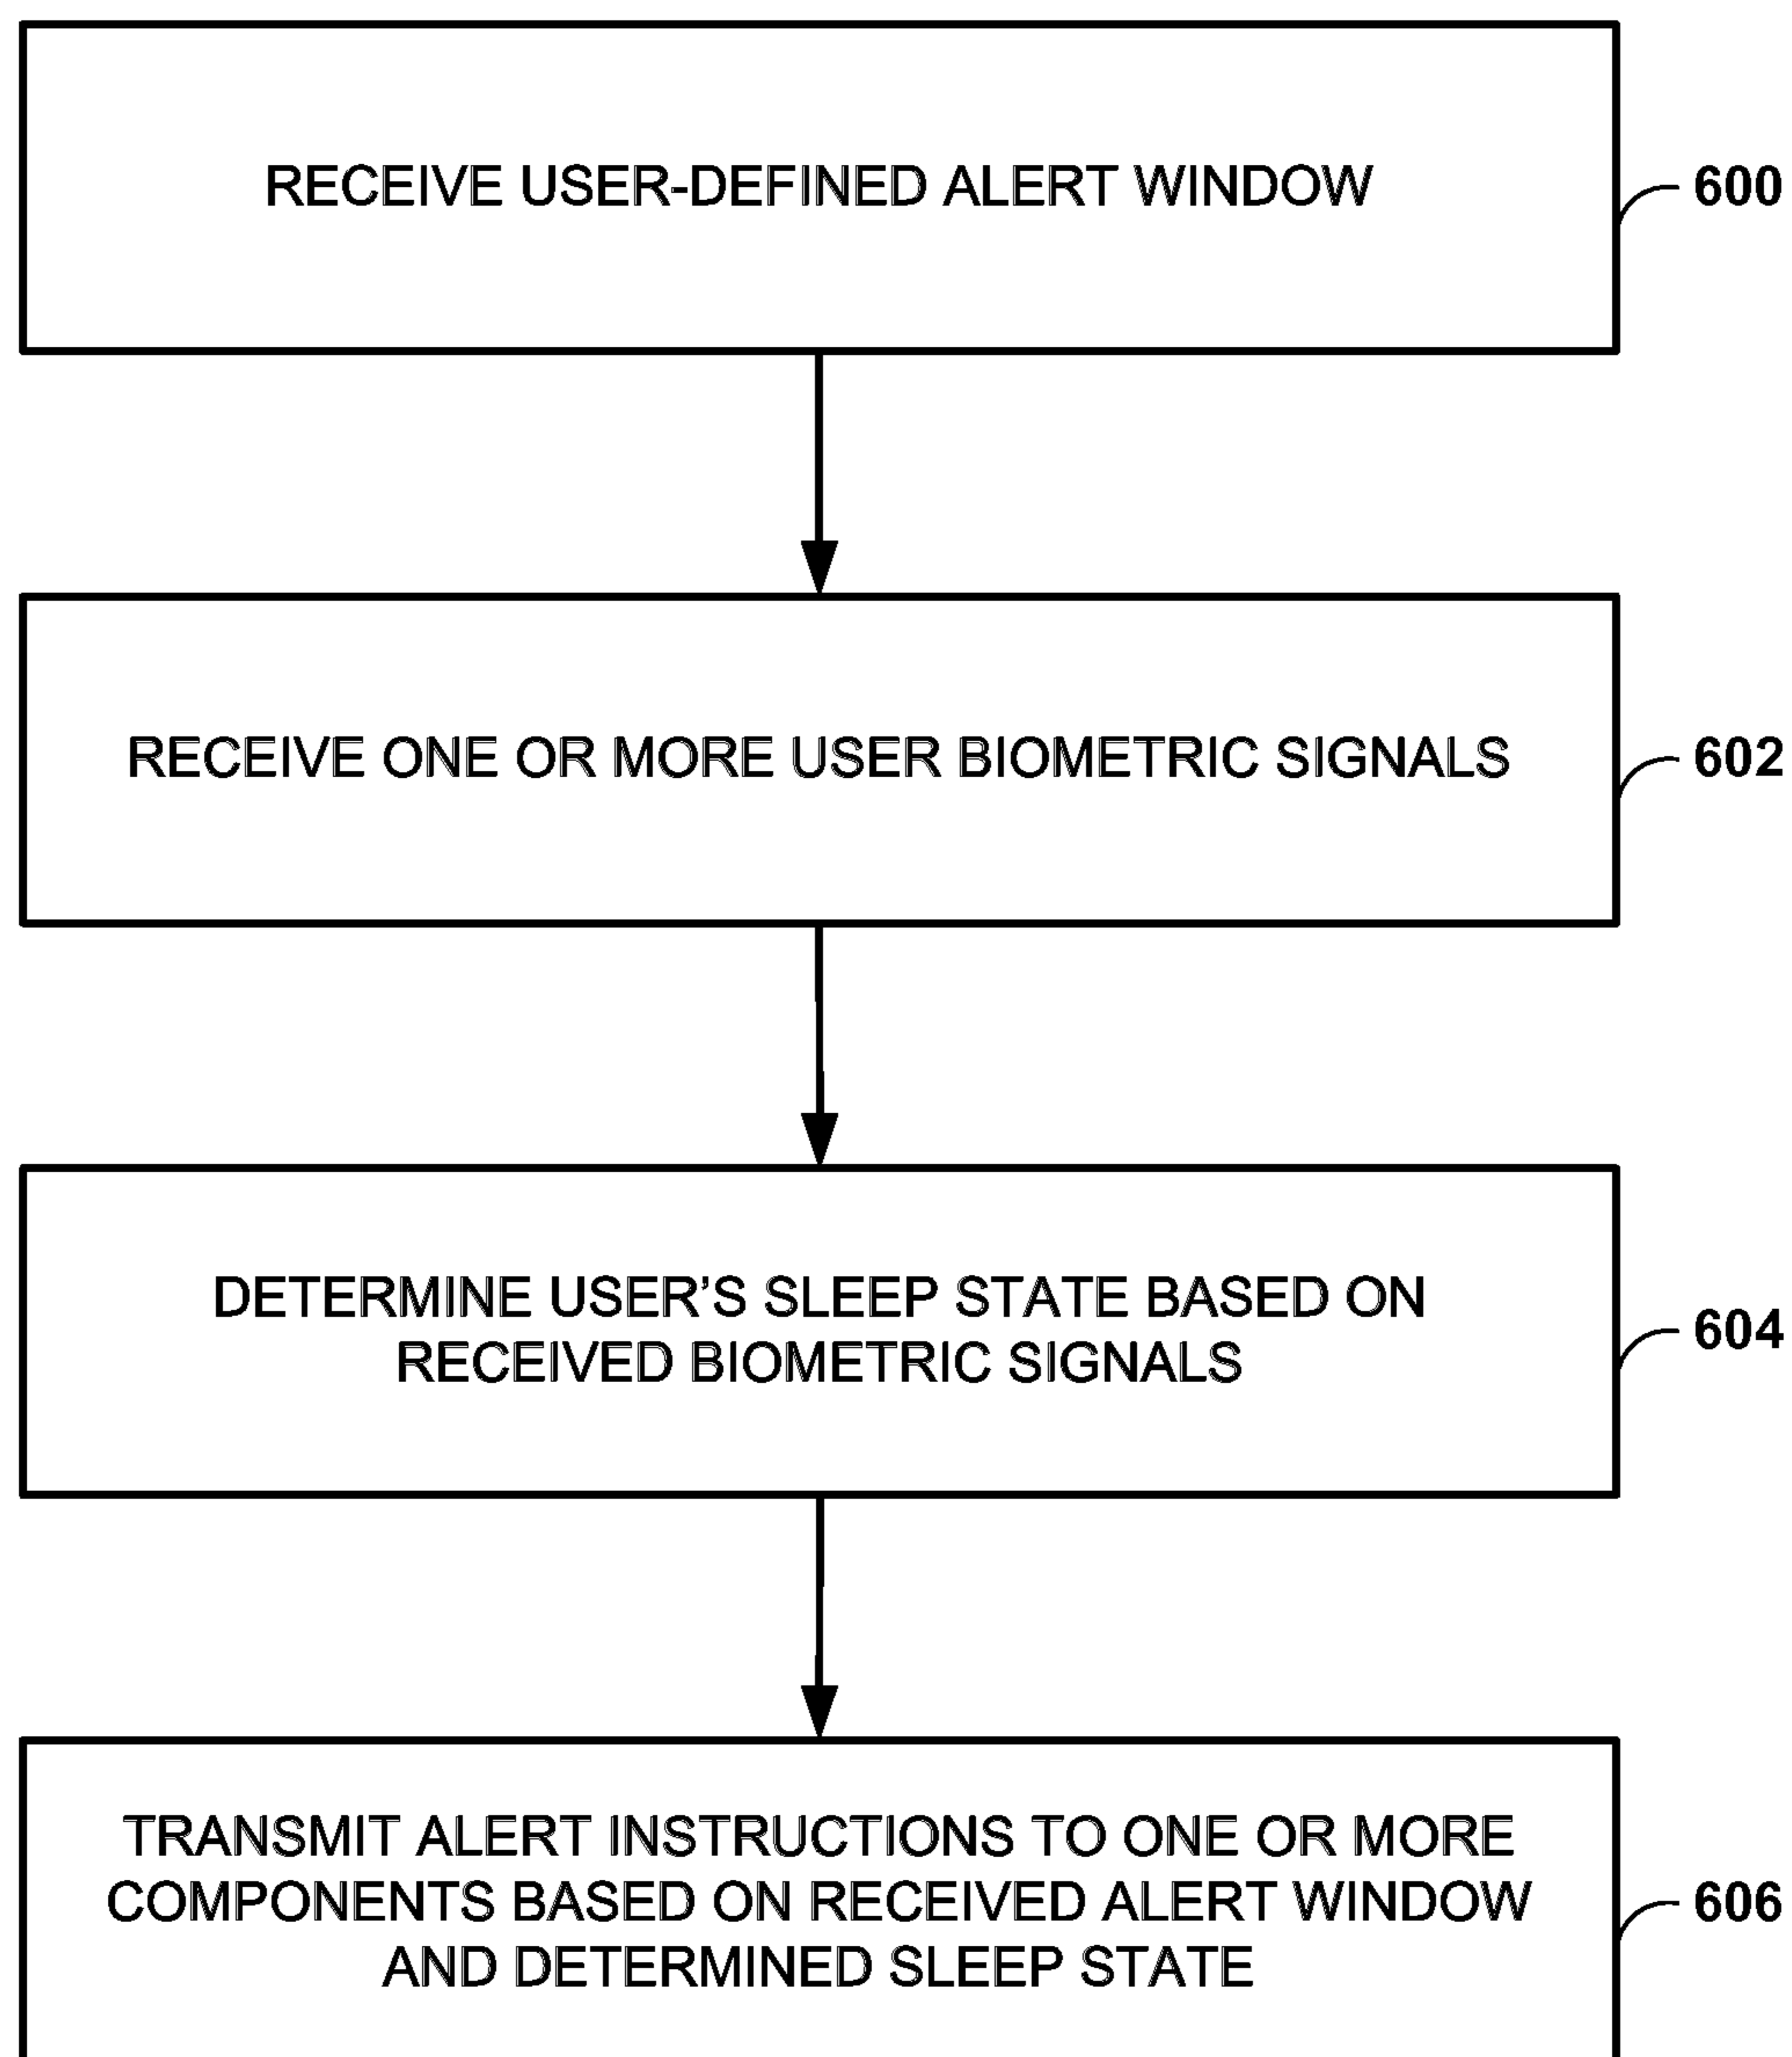 RECEIVE USER-DEFINED ALERT WINDOW
600
RECEIVE ONE OR MORE USER BIOMETRIC SIGNALS
602
DETERMINE USER’S SLEEP STATE BASED ON
RECEIVED BIOMETRIC SIGNALS
604
TRANSMIT ALERT INSTRUCTIONS TO ONE OR MORE
COMPONENTS BASED ON RECEIVED ALERT WINDOW
AND DETERMINED SLEEP STATE
606